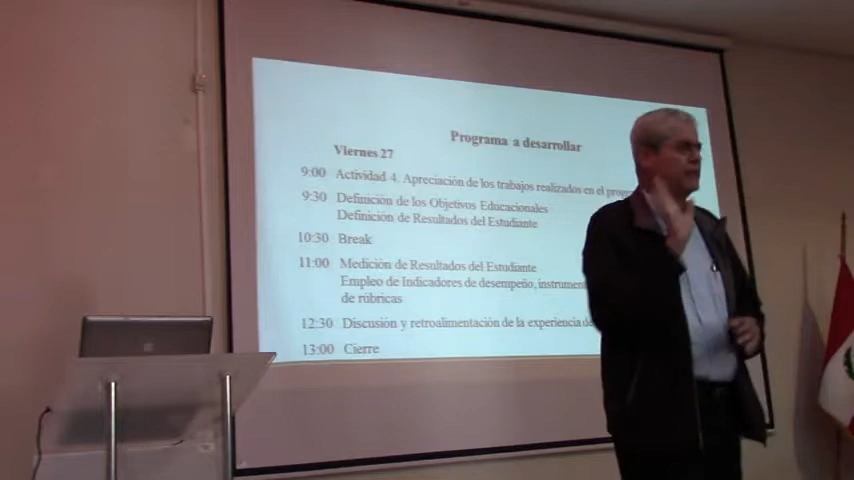 Programa a desarrollar
Viernes 27
9:00 Actividad 4. Apreciación de los trabajos realizados en el
9:30 Definición de los Objetivos Educacionales
Definición de Resultados del Estudiante
10:30 Break
11:00 Medición de Resultados del Estudiante
Empleo de Indicadores de desempeño,
de rúbricas
12:30 Discusión y retroalimentación de la experiencia
13:00 Cierre